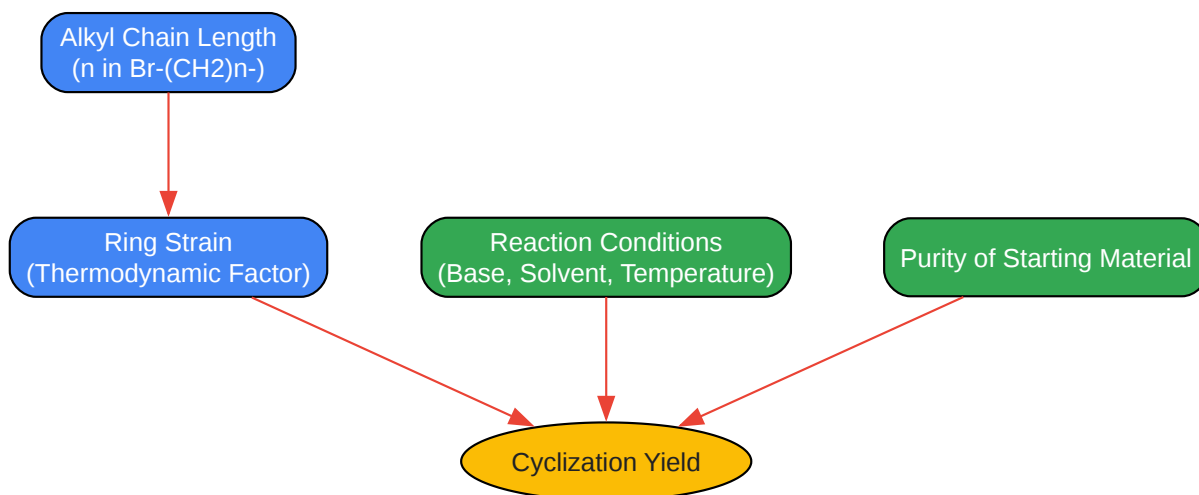 Alkyl Chain Length
(n in Br-(CH2)n-)
Ring Strain
(Thermodynamic Factor)
Reaction Conditions
(Base, Solvent, Temperature)
Purity of Starting Material
Cyclization Yield